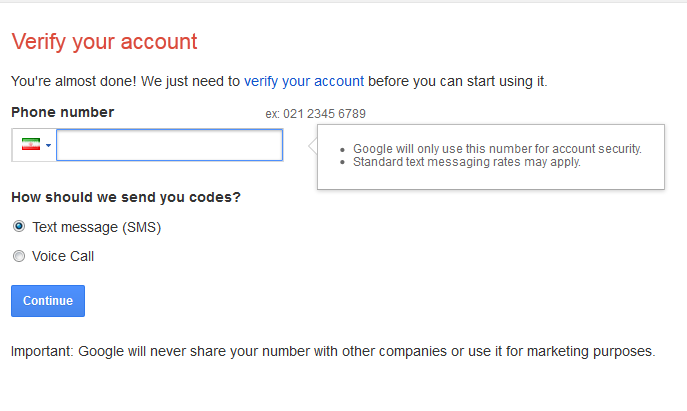 Verify your account
You're almost done! We just need to verify your account before you can start using it.
Phone number
ex: 021 2345 6789
Google will only use this number for account security.
Standard text messaging rates may apply.
How should we send you codes?
Text message (SMS)
Voice Call
Continue
Important: Google will never share your number with other companies or use it for marketing purposes.